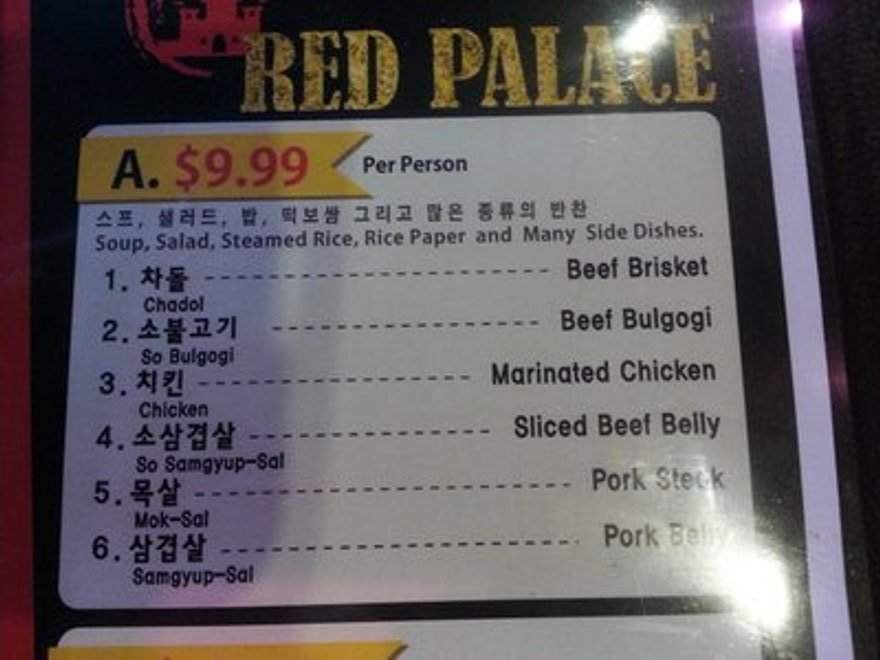 RED PALACE
A. $9.99 Per Person
스프, 샐러드, 밥, 떡보쌈 그리고 많은 종류의 반찬
Soup, Salad, Steamed Rice, Rice Paper and Many Side Dishes.
1. 차돌 Beef Brisket
Chadol
2. 소불고기 Beef Bulgogi
So Bulgogi
3. 치킨 Marinated Chicken
Chicken
4. 소삼겹살 Sliced Beef Belly
So Samgyup-Sal
5. 목살 Pork Steak
Mok-Sal
6. 삼겹살 Pork Belly
Samgyup-Sal